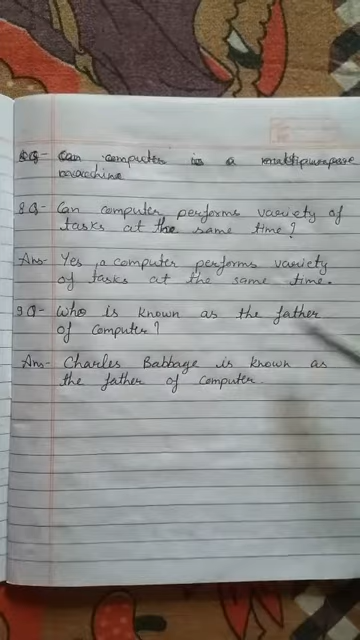 8Q- Can computer is a multipurpose
machine
8Q- Can computer performs variety of
tasks at the same time?
Ans- Yes, a computer performs variety
of tasks at the same time.
9Q- Who is known as the father
of computer?
Ans- Charles Babbage is known as
the father of computer.